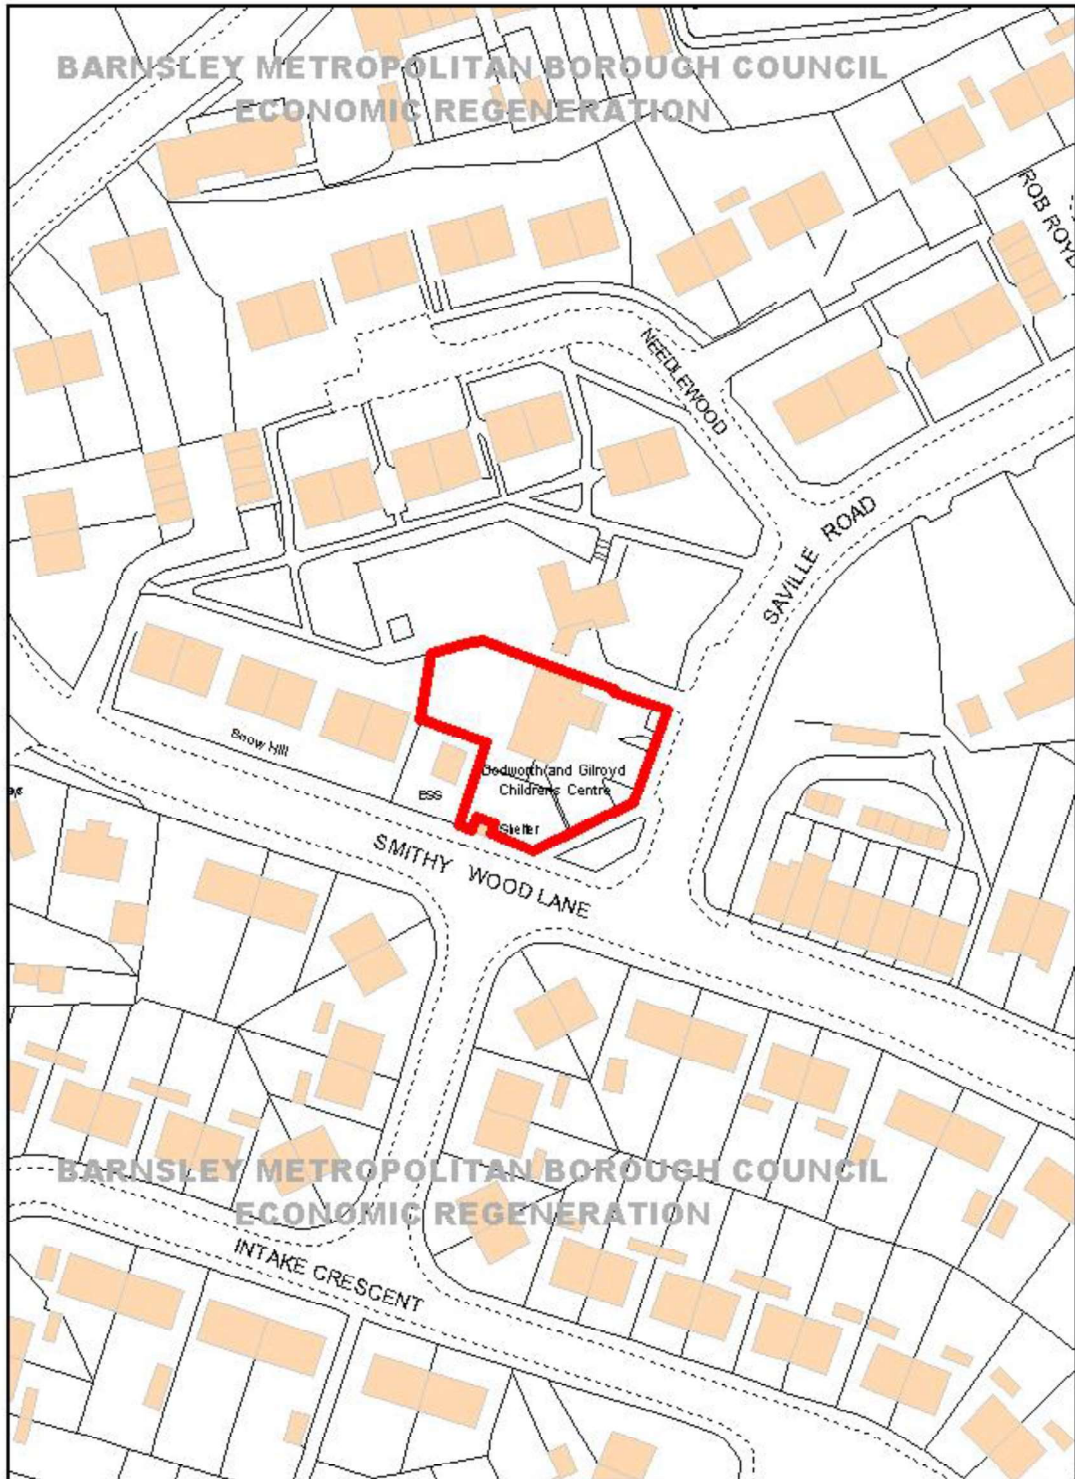 BARNSLEY METROPOLITAN BOROUGH COUNCIL
ECONOMIC REGENERATION
ROB ROYD
NEEDLEWOOD
SAVILLE ROAD
Snow Hill
Dodworth and Gilroyd
Childrens Centre
ESS
Shelter
SMITHY WOOD LANE
BARNSLEY METROPOLITAN BOROUGH COUNCIL
ECONOMIC REGENERATION
INTAKE CRESCENT